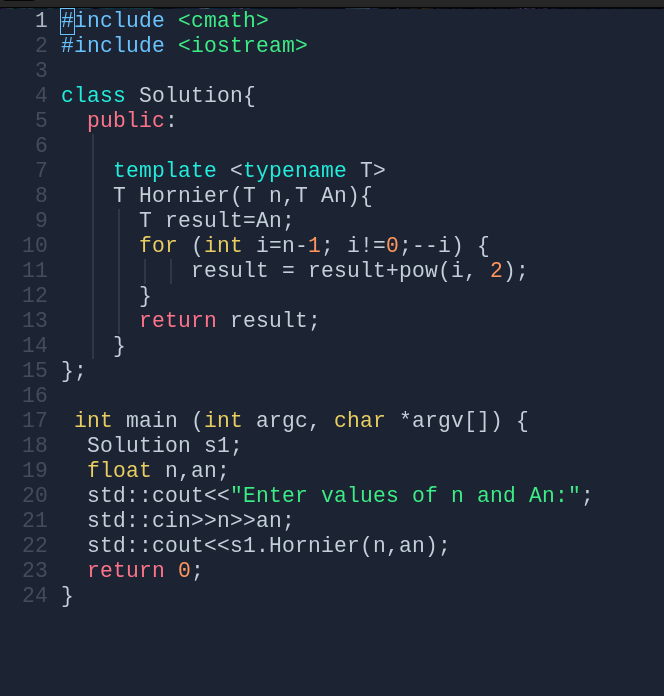 1 #include <cmath>
2 #include <iostream>
3
4 class Solution{
5   public:
6
7     template <typename T>
8     T Hornier(T n,T An){
9       T result=An;
10       for (int i=n-1; i!=0;--i) {
11           result = result+pow(i, 2);
12       }
13       return result;
14     }
15 };
16
17  int main (int argc, char *argv[]) {
18   Solution s1;
19   float n,an;
20   std::cout<<"Enter values of n and An:";
21   std::cin>>n>>an;
22   std::cout<<s1.Hornier(n,an);
23   return 0;
24 }